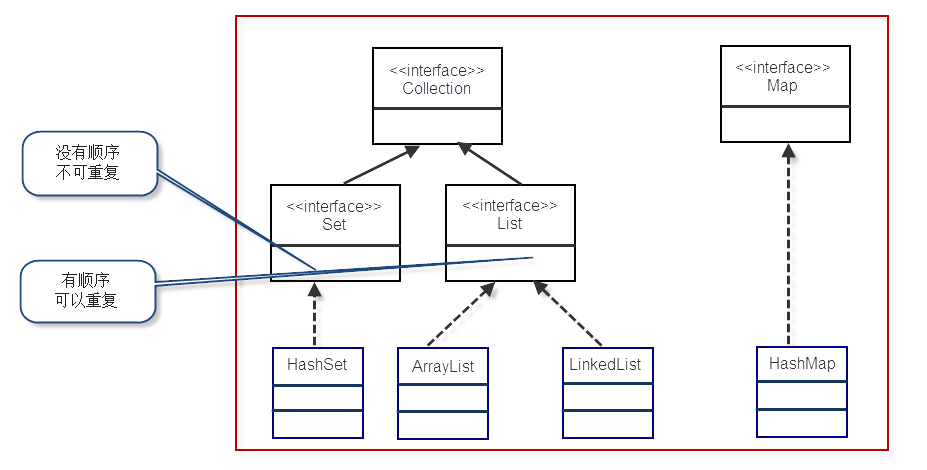 <<interface>>
Collection
<<interface>>
Map
没有顺序
不可重复
<<interface>>
Set
<<interface>>
List
有顺序
可以重复
HashSet
ArrayList
LinkedList
HashMap